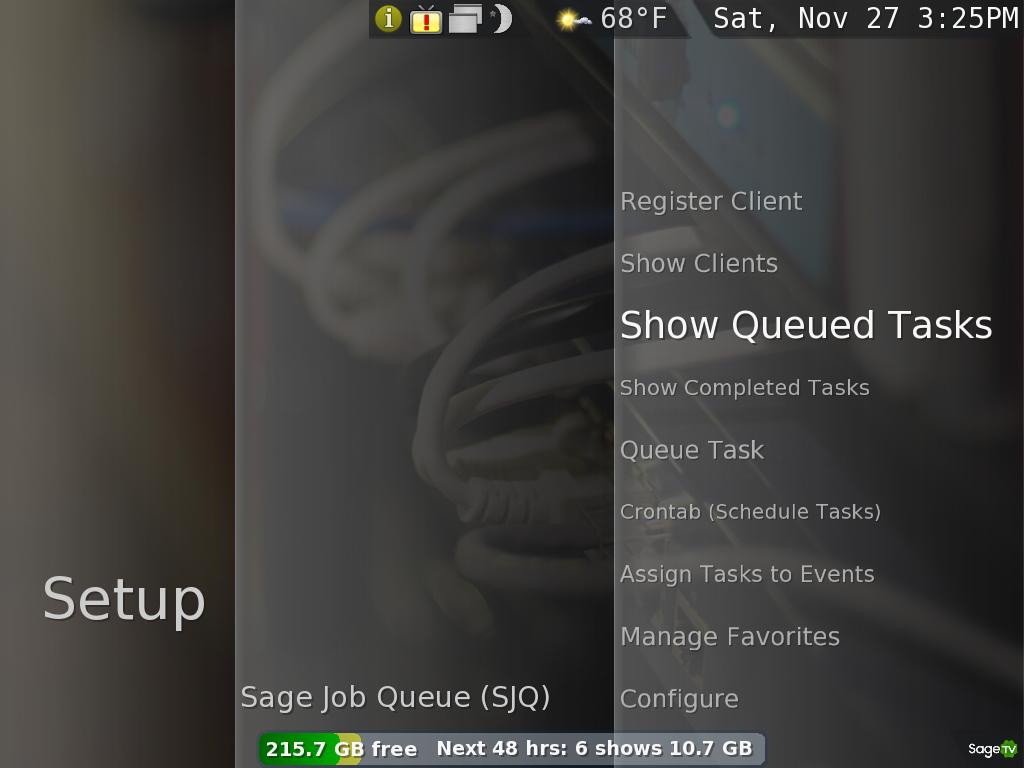 68°F Sat, Nov 27 3:25PM
Register Client
Show Clients
Show Queued Tasks
Show Completed Tasks
Queue Task
Crontab (Schedule Tasks)
Assign Tasks to Events
Setup
Manage Favorites
Sage Job Queue (SJQ)
Configure
215.7 GB free Next 48 hrs: 6 shows 10.7 GB
SageTV